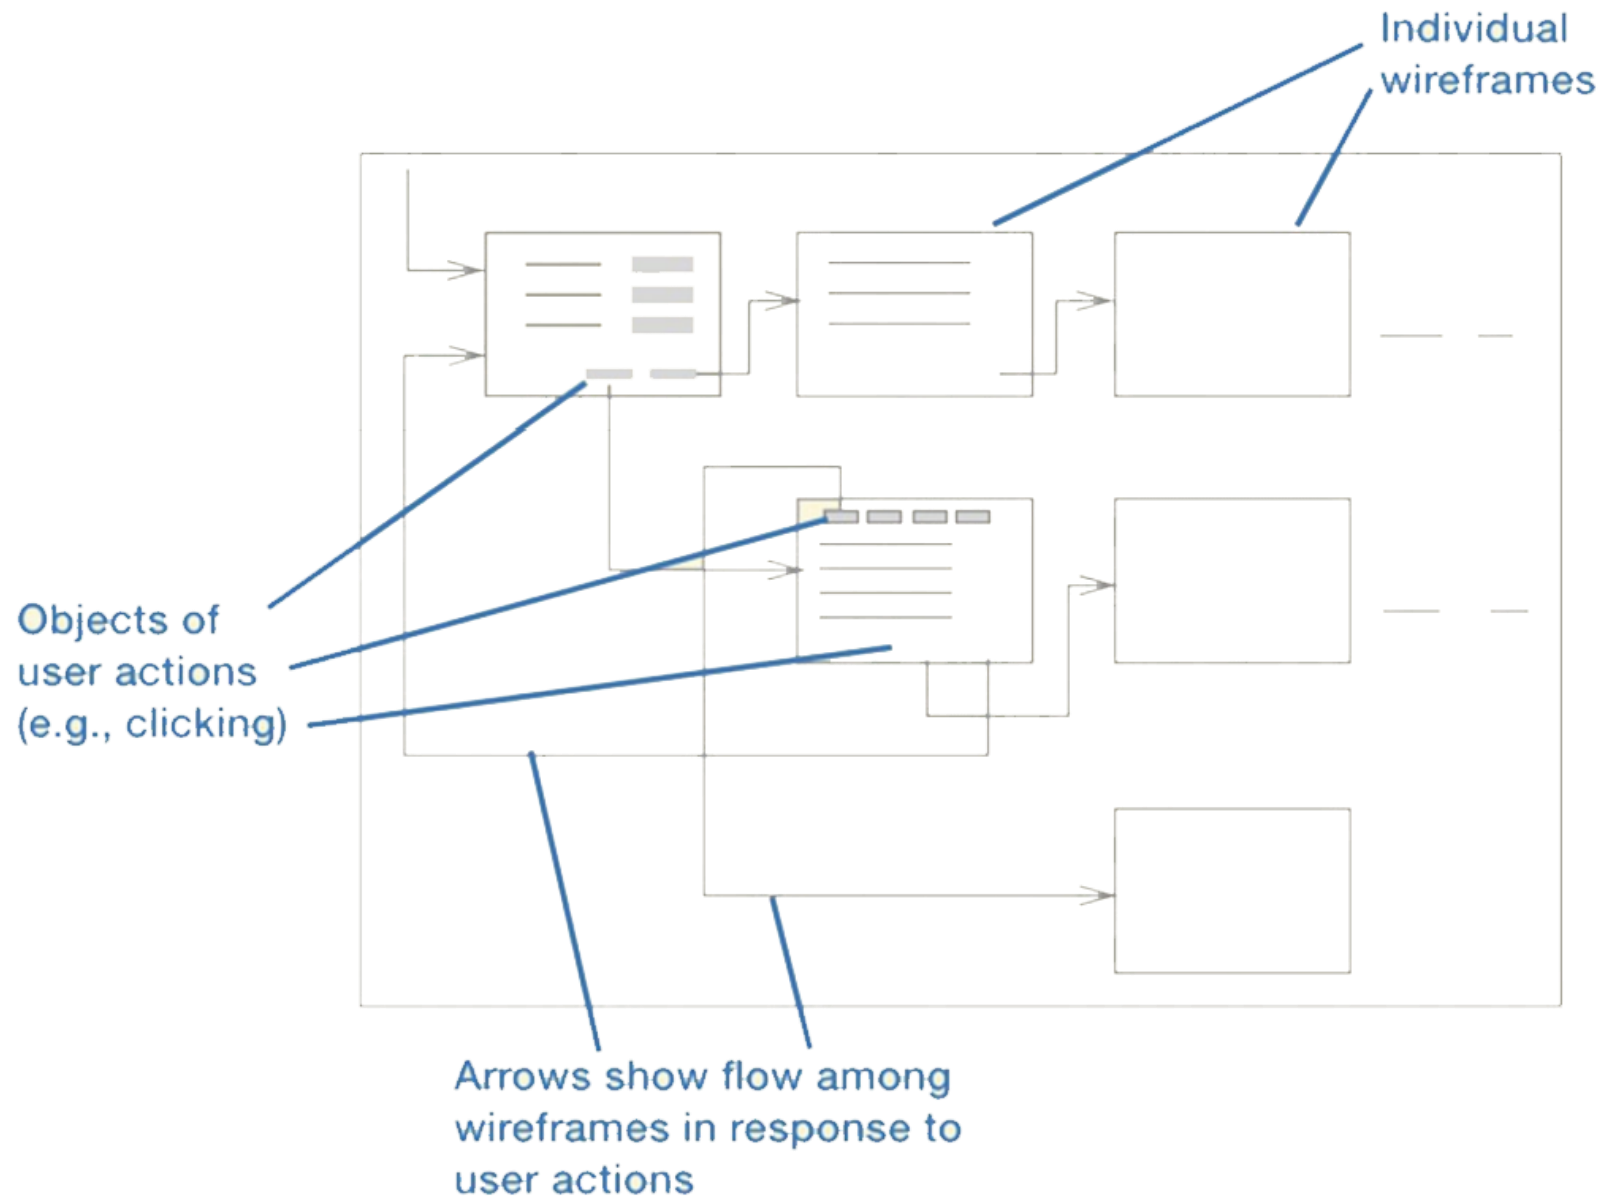 Individual
wireframes
Objects of
user actions
(e.g., clicking)
Arrows show flow among
wireframes in response to
user actions